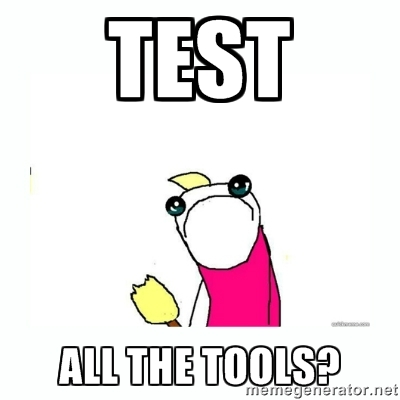 TEST
ALL THE TOOLS?
memegenerator.net